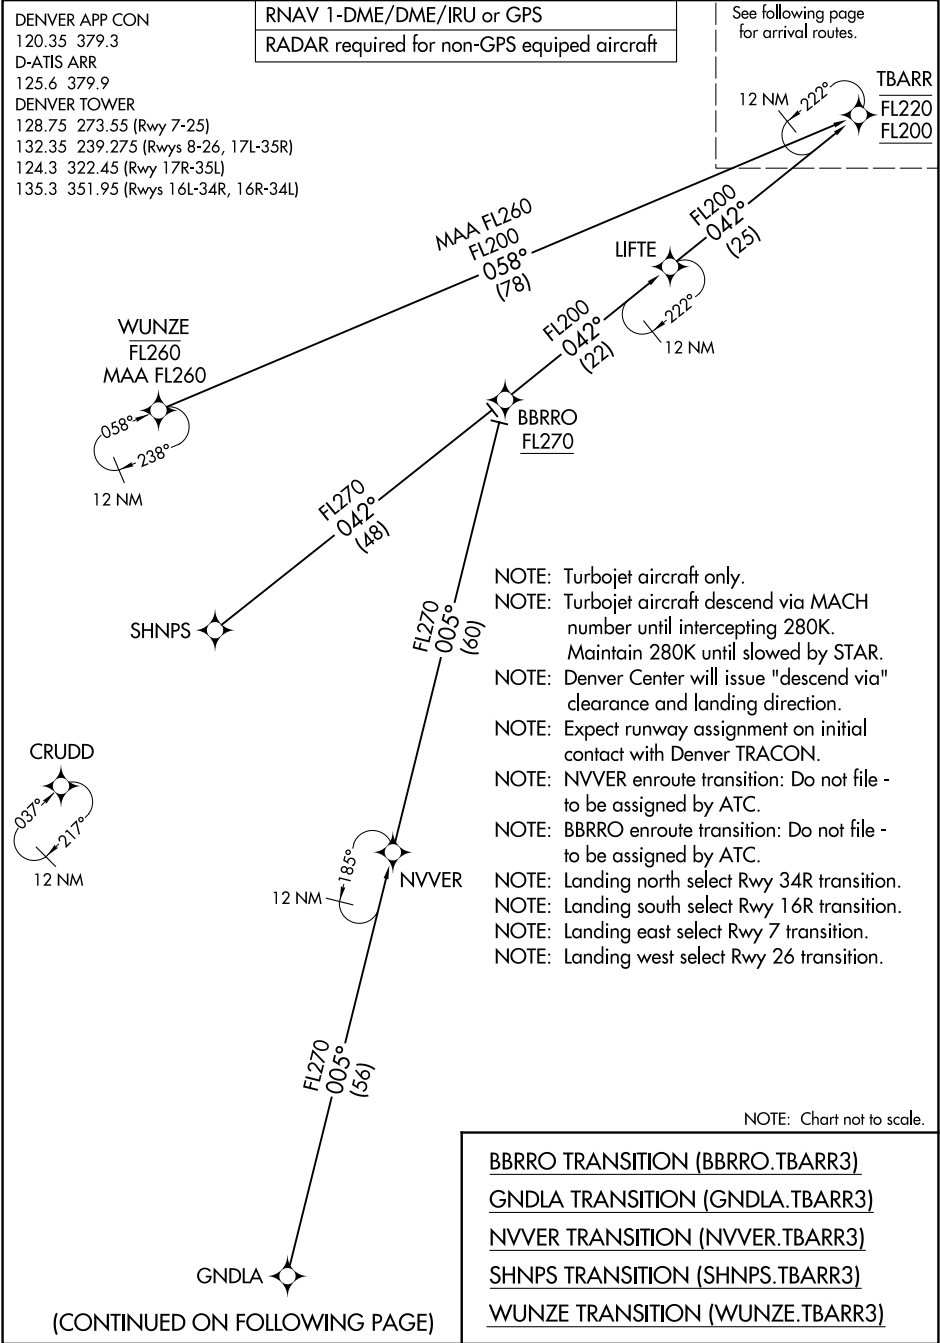 DENVER APP CON
120.35 379.3
D-ATIS ARR
125.6 379.9
DENVER TOWER
128.75 273.55 (Rwy 7-25)
132.35 239.275 (Rwys 8-26, 17L-35R)
124.3 322.45 (Rwy 17R-35L)
135.3 351.95 (Rwys 16L-34R, 16R-34L)
RNAV 1-DME/DME/IRU or GPS
RADAR required for non-GPS equiped aircraft
See following page
for arrival routes.
TBARR
FL220
FL200
12 NM
222°
MAA FL260
FL200
058°
(78)
FL200
042°
(25)
LIFTE
222°
12 NM
FL200
042°
(22)
WUNZE
FL260
MAA FL260
058°
238°
12 NM
BBRRO
FL270
FL270
042°
(48)
SHNPS
FL270
005°
(60)
NOTE: Turbojet aircraft only.
NOTE: Turbojet aircraft descend via MACH
number until intercepting 280K.
Maintain 280K until slowed by STAR.
NOTE: Denver Center will issue "descend via"
clearance and landing direction.
NOTE: Expect runway assignment on initial
contact with Denver TRACON.
NOTE: NVVER enroute transition: Do not file -
to be assigned by ATC.
NOTE: BBRRO enroute transition: Do not file -
to be assigned by ATC.
NOTE: Landing north select Rwy 34R transition.
NOTE: Landing south select Rwy 16R transition.
NOTE: Landing east select Rwy 7 transition.
NOTE: Landing west select Rwy 26 transition.
CRUDD
037°
217°
12 NM
185°
12 NM
NVVER
FL270
005°
(56)
GNDLA
NOTE: Chart not to scale.
BBRRO TRANSITION (BBRRO.TBARR3)
GNDLA TRANSITION (GNDLA.TBARR3)
NVVER TRANSITION (NVVER.TBARR3)
SHNPS TRANSITION (SHNPS.TBARR3)
WUNZE TRANSITION (WUNZE.TBARR3)
(CONTINUED ON FOLLOWING PAGE)